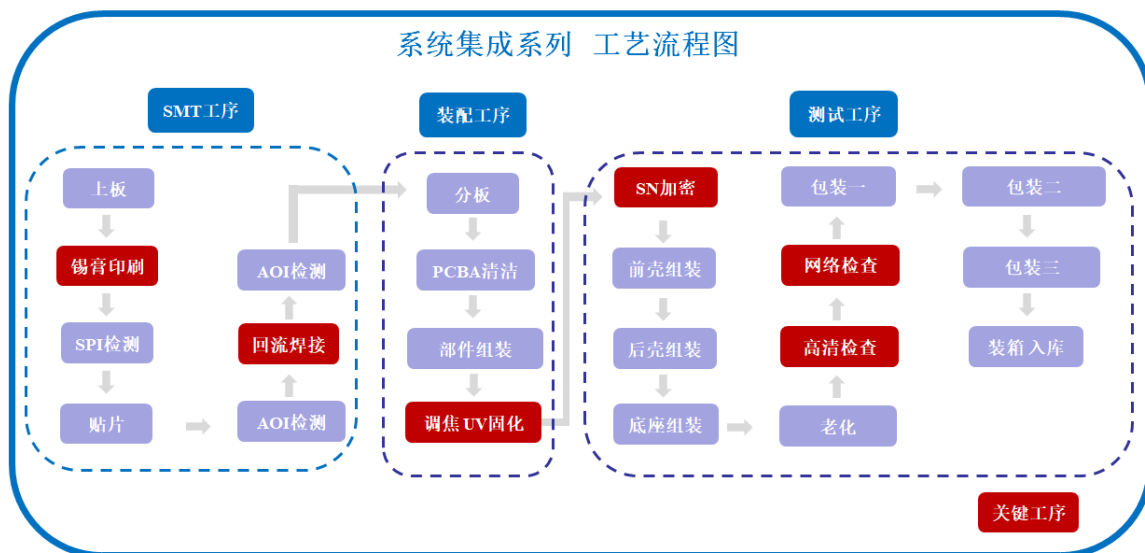 系统集成系列 工艺流程图
SMT工序
上板
锡膏印刷
SPI检测
贴片
AOI检测
回流焊接
AOI检测
装配工序
分板
PCBA清洁
部件组装
调焦UV固化
测试工序
SN加密
前壳组装
后壳组装
底座组装
老化
高清检查
网络检查
包装一
包装二
包装三
装箱入库
关键工序